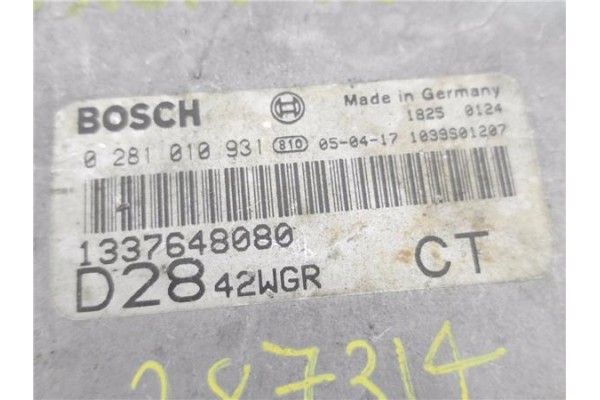 BOSCH
Made in Germany
1825 0124
0 281 010 931 810 05-04-17 1039S01207
1337648080
D28 42WGR
CT
287314